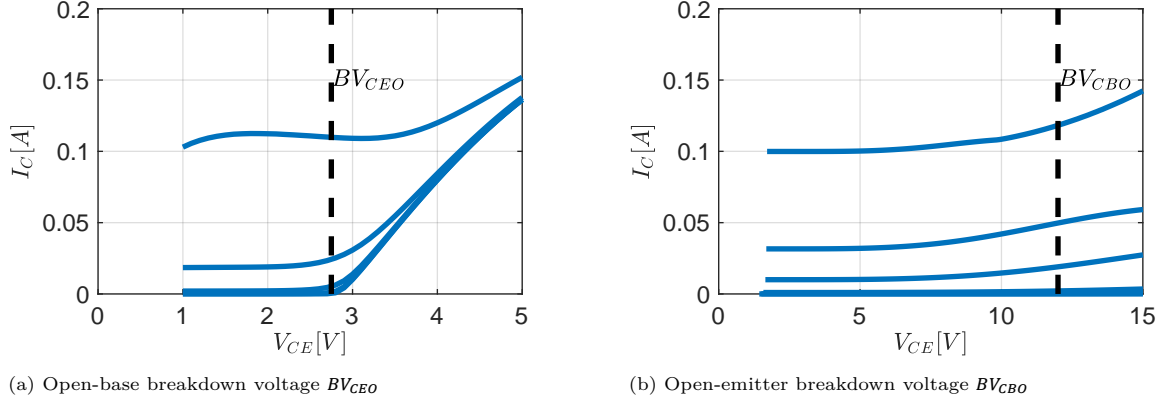 0.2
0.15
0.1
0.05
0
I_C[A]
BV_CEO
0 1 2 3 4 5
V_CE[V]
(a) Open-base breakdown voltage BV_CEO
0.2
0.15
0.1
0.05
0
I_C[A]
BV_CBO
5 10 15
V_CE[V]
(b) Open-emitter breakdown voltage BV_CBO